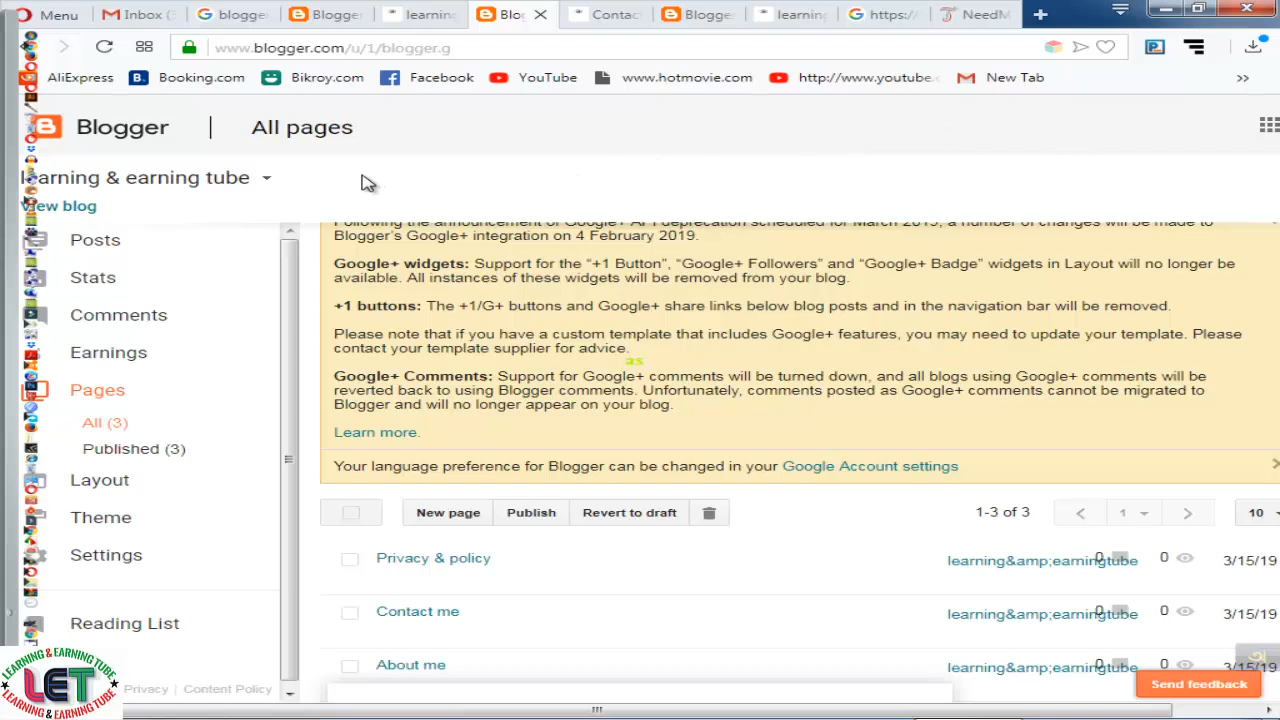 Menu
Inbox (
blogge
Blogger
learning
Blo
Contac
Blogge
learning
https:/
NeedM
www.blogger.com/u/1/blogger.g
AliExpress
Booking.com
Bikroy.com
Facebook
YouTube
www.hotmovie.com
http://www.youtube.
New Tab
Blogger
All pages
learning & earning tube
View blog
Posts
Stats
Comments
Earnings
Pages
All (3)
Published (3)
Layout
Theme
Settings
Reading List
Privacy | Content Policy
Blogger's Google+ integration on 4 February 2019.
Google+ widgets: Support for the “+1 Button”, “Google+ Followers” and “Google+ Badge” widgets in Layout will no longer be
available. All instances of these widgets will be removed from your blog.
+1 buttons: The +1/G+ buttons and Google+ share links below blog posts and in the navigation bar will be removed.
Please note that if you have a custom template that includes Google+ features, you may need to update your template. Please
contact your template supplier for advice.
as
Google+ Comments: Support for Google+ comments will be turned down, and all blogs using Google+ comments will be
reverted back to using Blogger comments. Unfortunately, comments posted as Google+ comments cannot be migrated to
Blogger and will no longer appear on your blog.
Learn more.
Your language preference for Blogger can be changed in your Google Account settings
New page
Publish
Revert to draft
1-3 of 3
1
10
Privacy & policy
learning&amp;earningtube
0
0
3/15/19
Contact me
learning&amp;earningtube
0
0
3/15/19
About me
learning&amp;earningtube
0
0
3/15/19
Send feedback
LEARNING & EARNING TUBE
LET
LEARNING & EARNING TUBE